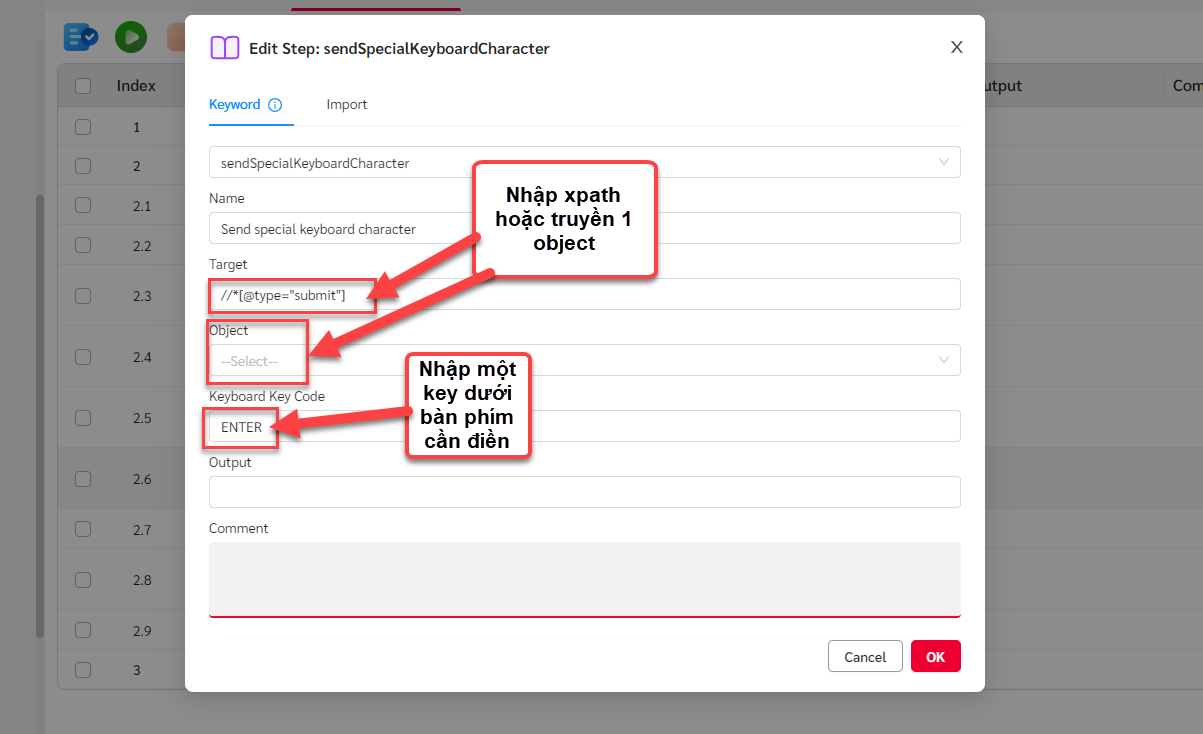 Edit Step: sendSpecialKeyboardCharacter
X
Keyword
Import
Index
utput
Com
1
2
2.1
2.2
2.3
2.4
2.5
2.6
2.7
2.8
2.9
3
sendSpecialKeyboardCharacter
Name
Send special keyboard character
Target
//*[@type="submit"]
Object
--Select--
Keyboard Key Code
ENTER
Output
Comment
Cancel
OK
Nhập xpath
hoặc truyền 1
object
Nhập một
key dưới
bàn phím
cần điền